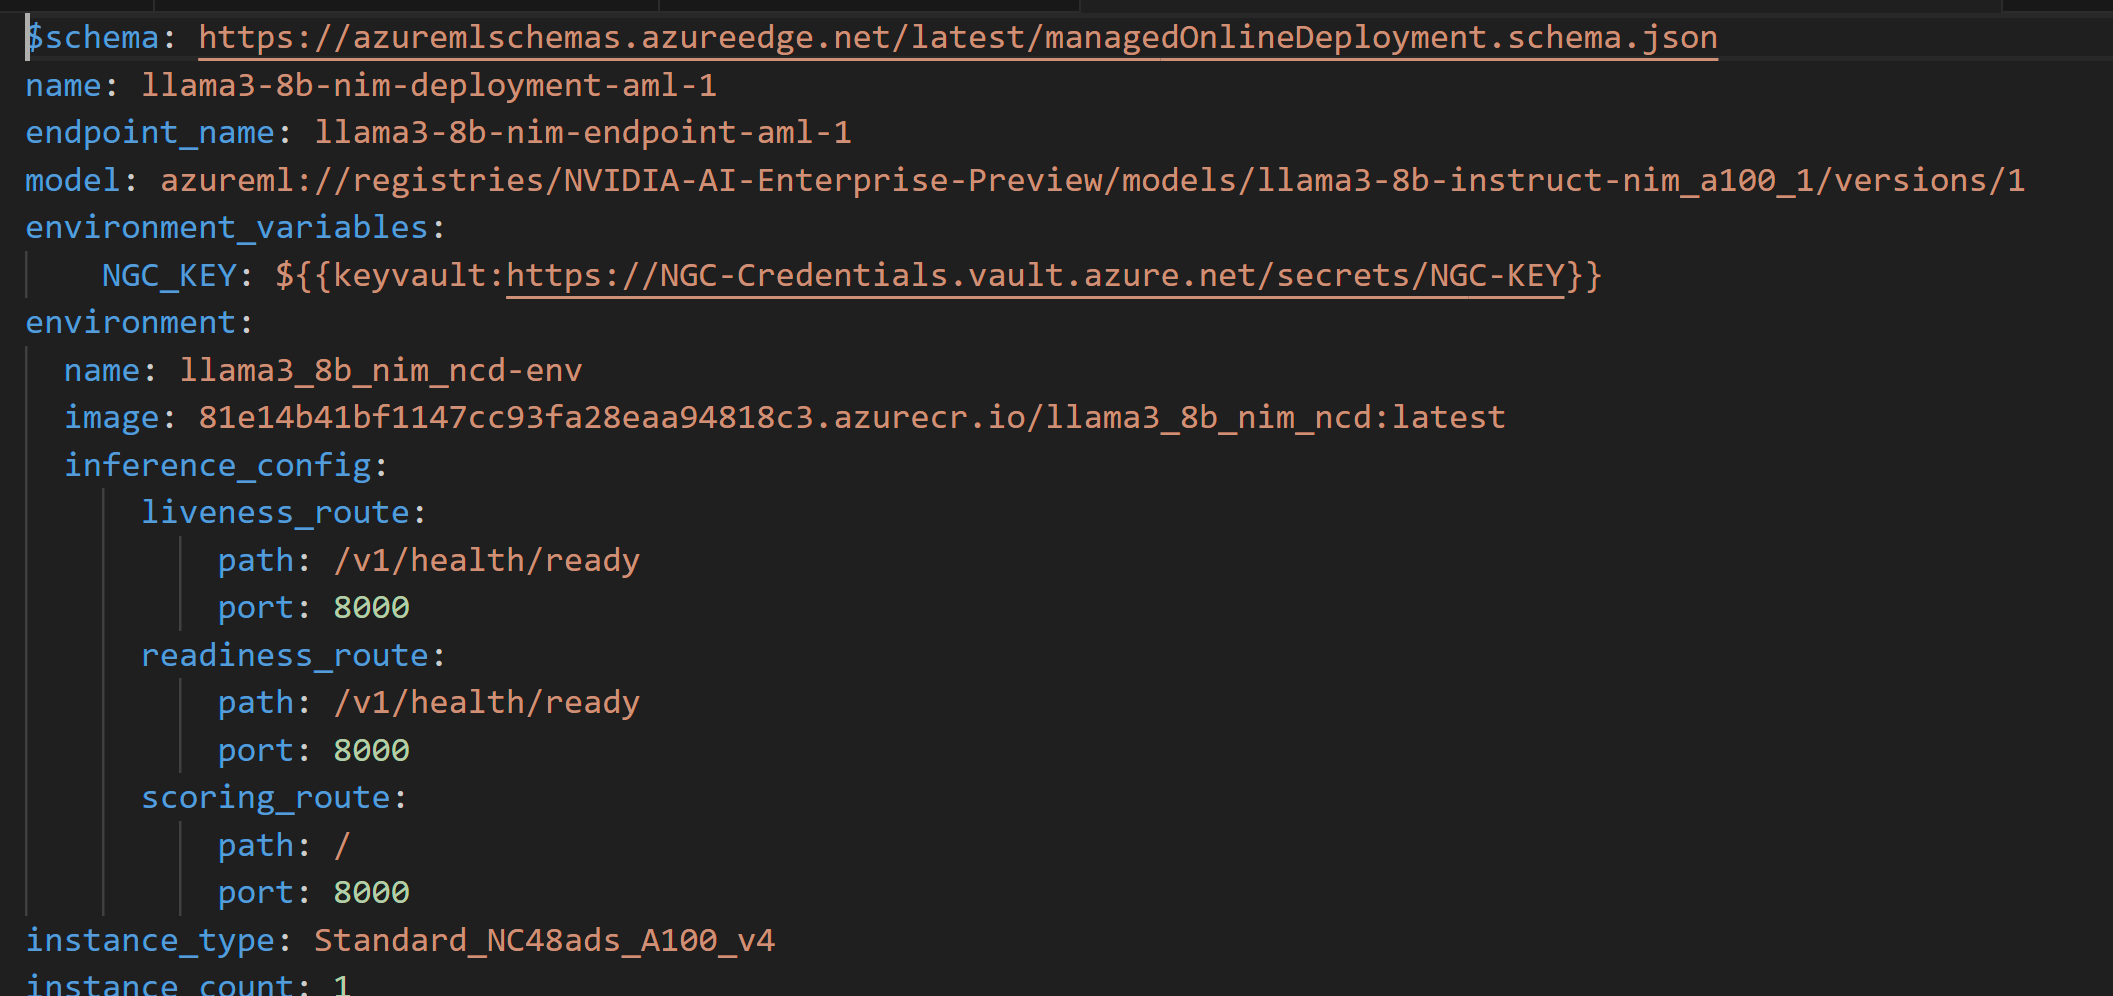 $schema: https://azuremlschemas.azureedge.net/latest/managedOnlineDeployment.schema.json
name: llama3-8b-nim-deployment-aml-1
endpoint_name: llama3-8b-nim-endpoint-aml-1
model: azureml://registries/NVIDIA-AI-Enterprise-Preview/models/llama3-8b-instruct-nim_a100_1/versions/1
environment_variables:
    NGC_KEY: ${{keyvault:https://NGC-Credentials.vault.azure.net/secrets/NGC-KEY}}
environment:
  name: llama3_8b_nim_ncd-env
  image: 81e14b41bf1147cc93fa28eaa94818c3.azurecr.io/llama3_8b_nim_ncd:latest
  inference_config:
      liveness_route:
          path: /v1/health/ready
          port: 8000
      readiness_route:
          path: /v1/health/ready
          port: 8000
      scoring_route:
          path: /
          port: 8000
instance_type: Standard_NC48ads_A100_v4
instance_count: 1